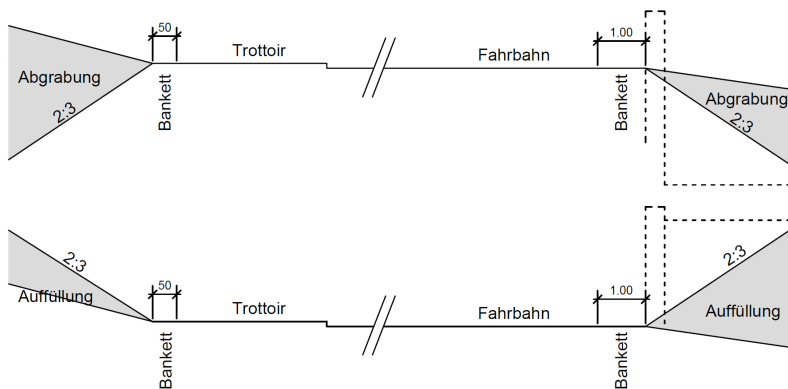 50
1.00
Trottoir
Fahrbahn
Abgrabung
2:3
Bankett
Bankett
Abgrabung
2:3
2:3
Auffüllung
50
Trottoir
Bankett
1.00
Fahrbahn
Bankett
2:3
Auffüllung